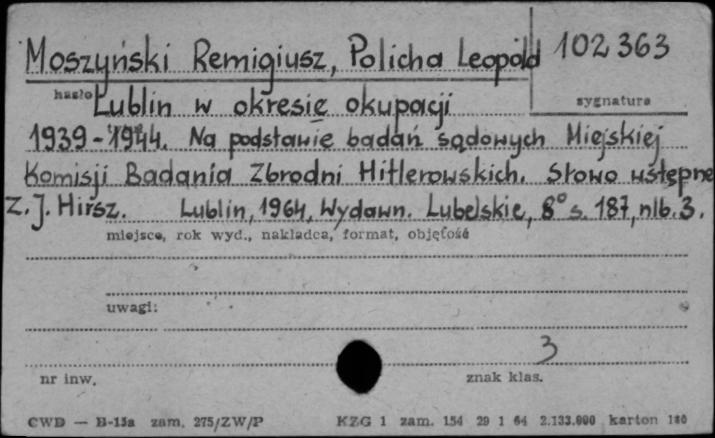 Moszyński Remigiusz, Policha Leopold 102363
hasło Lublin w okresie okupacji sygnatura
1939-1944. Na podstawie badań sądowych Miejskiej
Komisji Badania Zbrodni Hitlerowskich. Słowo wstępne
Z. J. Hirsz. Lublin, 1964, Wydawn. Lubelskie, 8° s. 187, nlb. 3.
miejsce, rok wyd., nakładca, format, objętość
uwagi:
3
nr inw. znak klas.
CWD — B-15a zam. 275/ZW/P KZG 1 zam. 154 29 1 64 2.133.000 karton 180